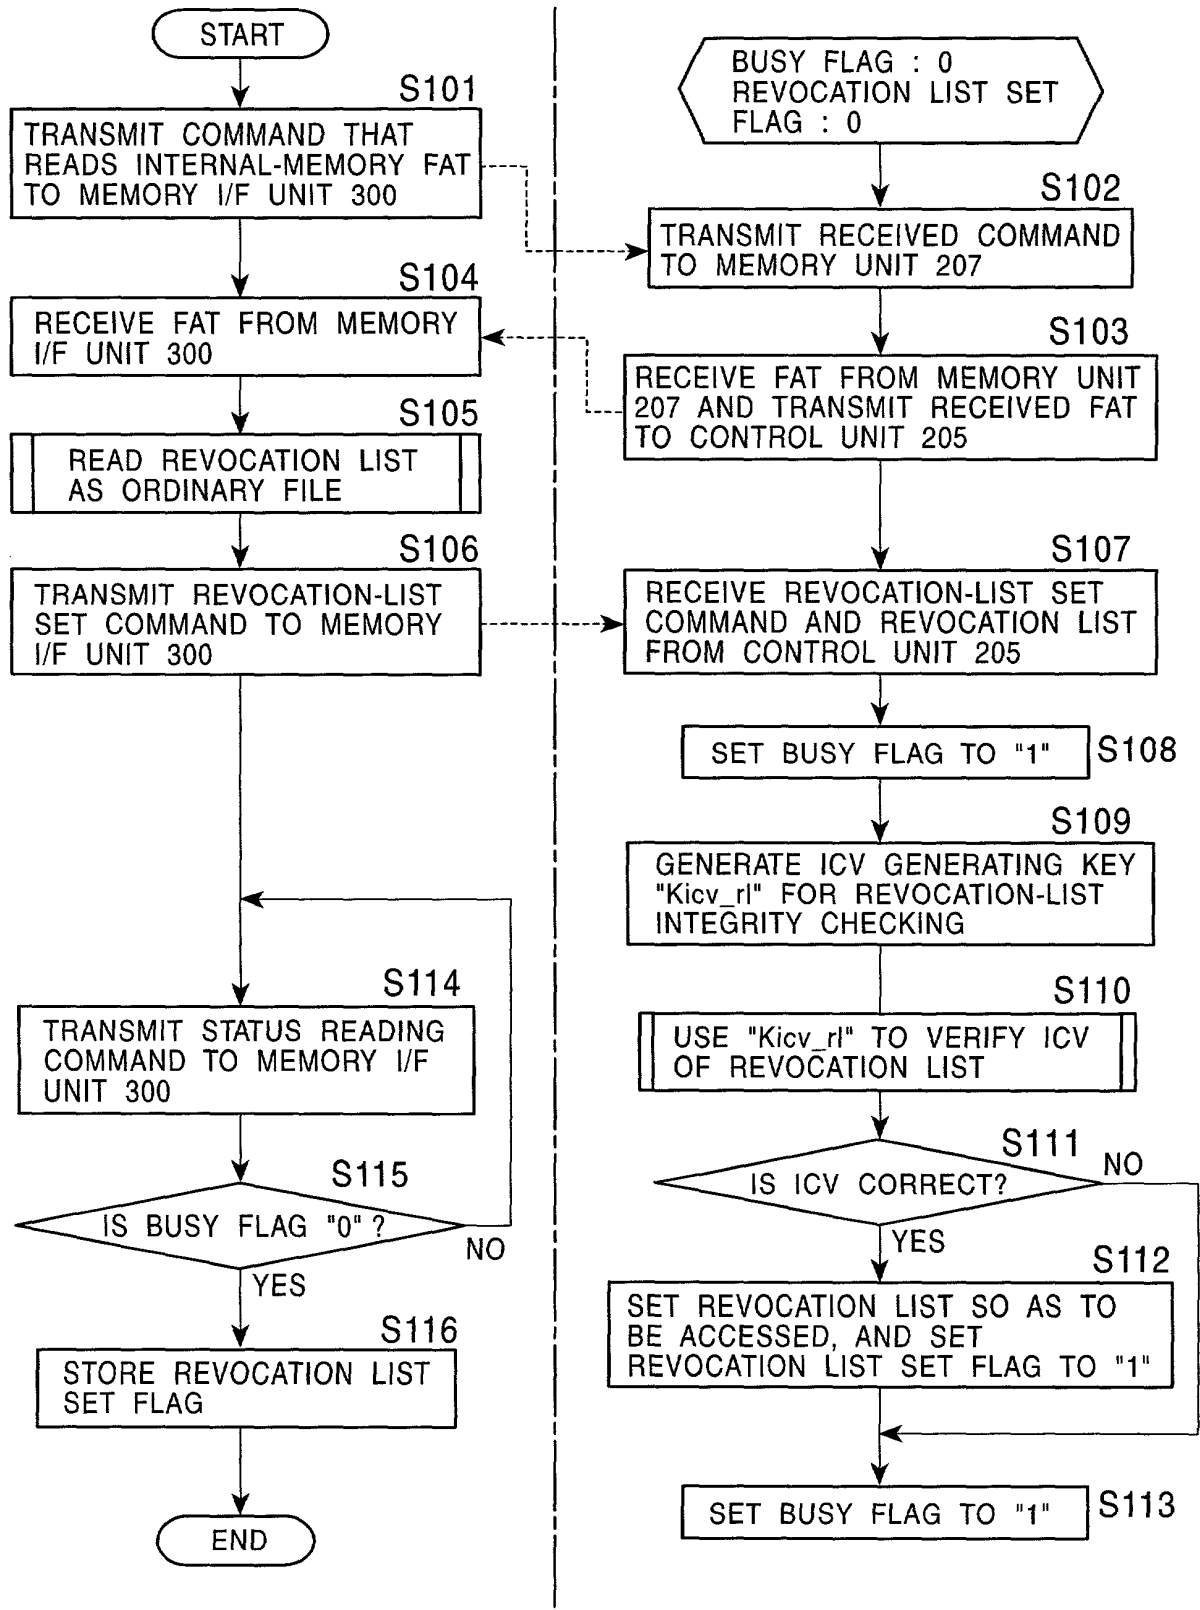 START
S101
TRANSMIT COMMAND THAT
READS INTERNAL-MEMORY FAT
TO MEMORY I/F UNIT 300
S104
RECEIVE FAT FROM MEMORY
I/F UNIT 300
S105
READ REVOCATION LIST
AS ORDINARY FILE
S106
TRANSMIT REVOCATION-LIST
SET COMMAND TO MEMORY
I/F UNIT 300
S114
TRANSMIT STATUS READING
COMMAND TO MEMORY I/F
UNIT 300
S115
IS BUSY FLAG "0" ?
NO
YES
S116
STORE REVOCATION LIST
SET FLAG
END
BUSY FLAG : 0
REVOCATION LIST SET
FLAG : 0
S102
TRANSMIT RECEIVED COMMAND
TO MEMORY UNIT 207
S103
RECEIVE FAT FROM MEMORY UNIT
207 AND TRANSMIT RECEIVED FAT
TO CONTROL UNIT 205
S107
RECEIVE REVOCATION-LIST SET
COMMAND AND REVOCATION LIST
FROM CONTROL UNIT 205
SET BUSY FLAG TO "1"
S108
S109
GENERATE ICV GENERATING KEY
"Kicv_rl" FOR REVOCATION-LIST
INTEGRITY CHECKING
S110
USE "Kicv_rl" TO VERIFY ICV
OF REVOCATION LIST
S111
IS ICV CORRECT?
NO
YES
S112
SET REVOCATION LIST SO AS TO
BE ACCESSED, AND SET
REVOCATION LIST SET FLAG TO "1"
SET BUSY FLAG TO "1"
S113